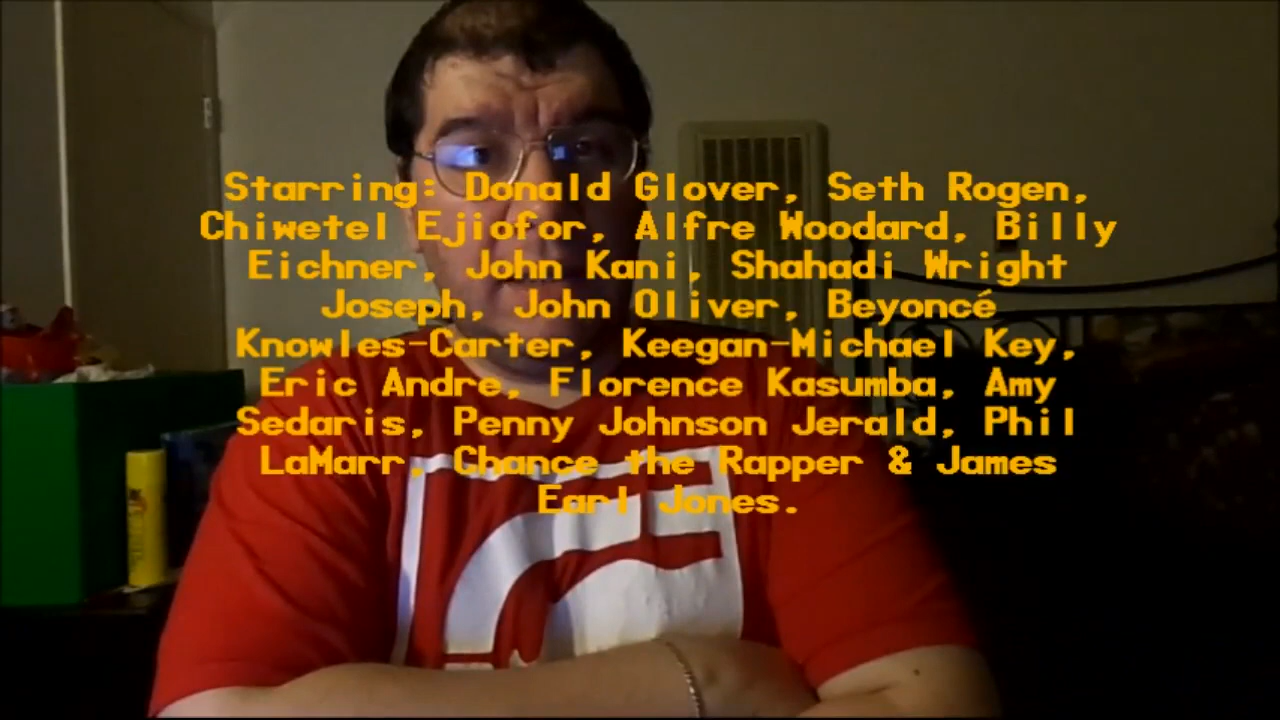 Starring: Donald Glover, Seth Rogen,
Chiwetel Ejiofor, Alfre Woodard, Billy
Eichner, John Kani, Shahadi Wright
Joseph, John Oliver, Beyoncé
Knowles-Carter, Keegan-Michael Key,
Eric Andre, Florence Kasumba, Amy
Sedaris, Penny Johnson Jerald, Phil
LaMarr, Chance the Rapper & James
Earl Jones.